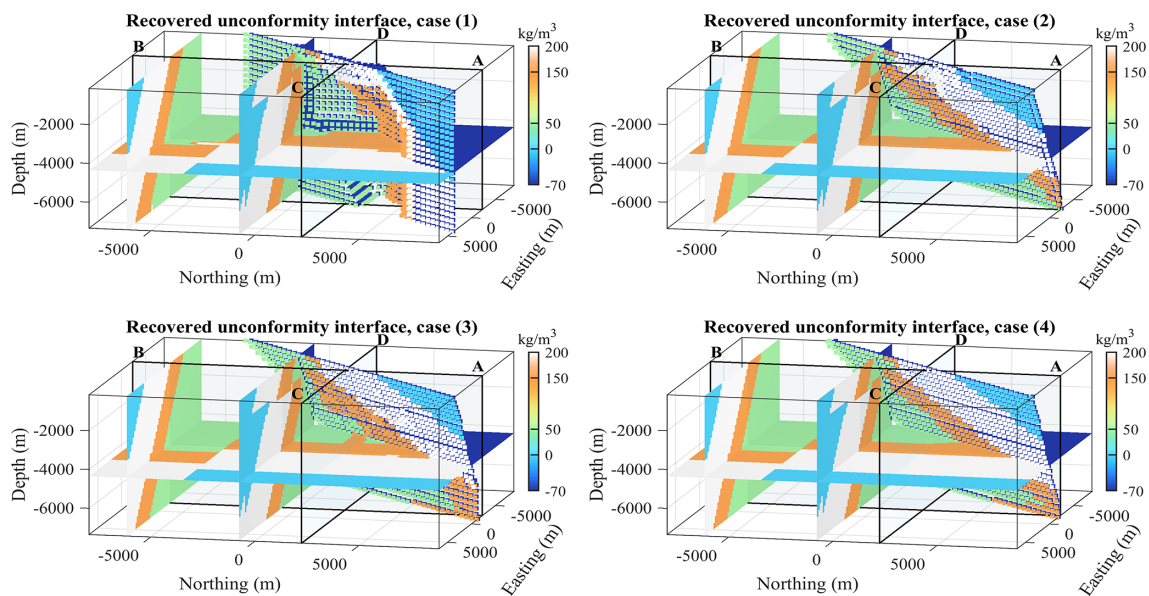 Recovered unconformity interface, case (1)
kg/m³
B
D
A
C
200
150
50
0
-70
-2000
-4000
-6000
Depth (m)
-5000
0
5000
Northing (m)
-5000
0
5000
Easting (m)
Recovered unconformity interface, case (2)
kg/m³
B
D
A
C
200
150
50
0
-70
-2000
-4000
-6000
Depth (m)
-5000
0
5000
Northing (m)
-5000
0
5000
Easting (m)
Recovered unconformity interface, case (3)
kg/m³
B
D
A
C
200
150
50
0
-70
-2000
-4000
-6000
Depth (m)
-5000
0
5000
Northing (m)
-5000
0
5000
Easting (m)
Recovered unconformity interface, case (4)
kg/m³
B
D
A
C
200
150
50
0
-70
-2000
-4000
-6000
Depth (m)
-5000
0
5000
Northing (m)
-5000
0
5000
Easting (m)